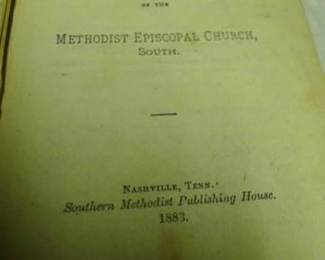 OF THE
METHODIST EPISCOPAL CHURCH,
SOUTH.
NASHVILLE, TENN.
Southern Methodist Publishing House.
1883.